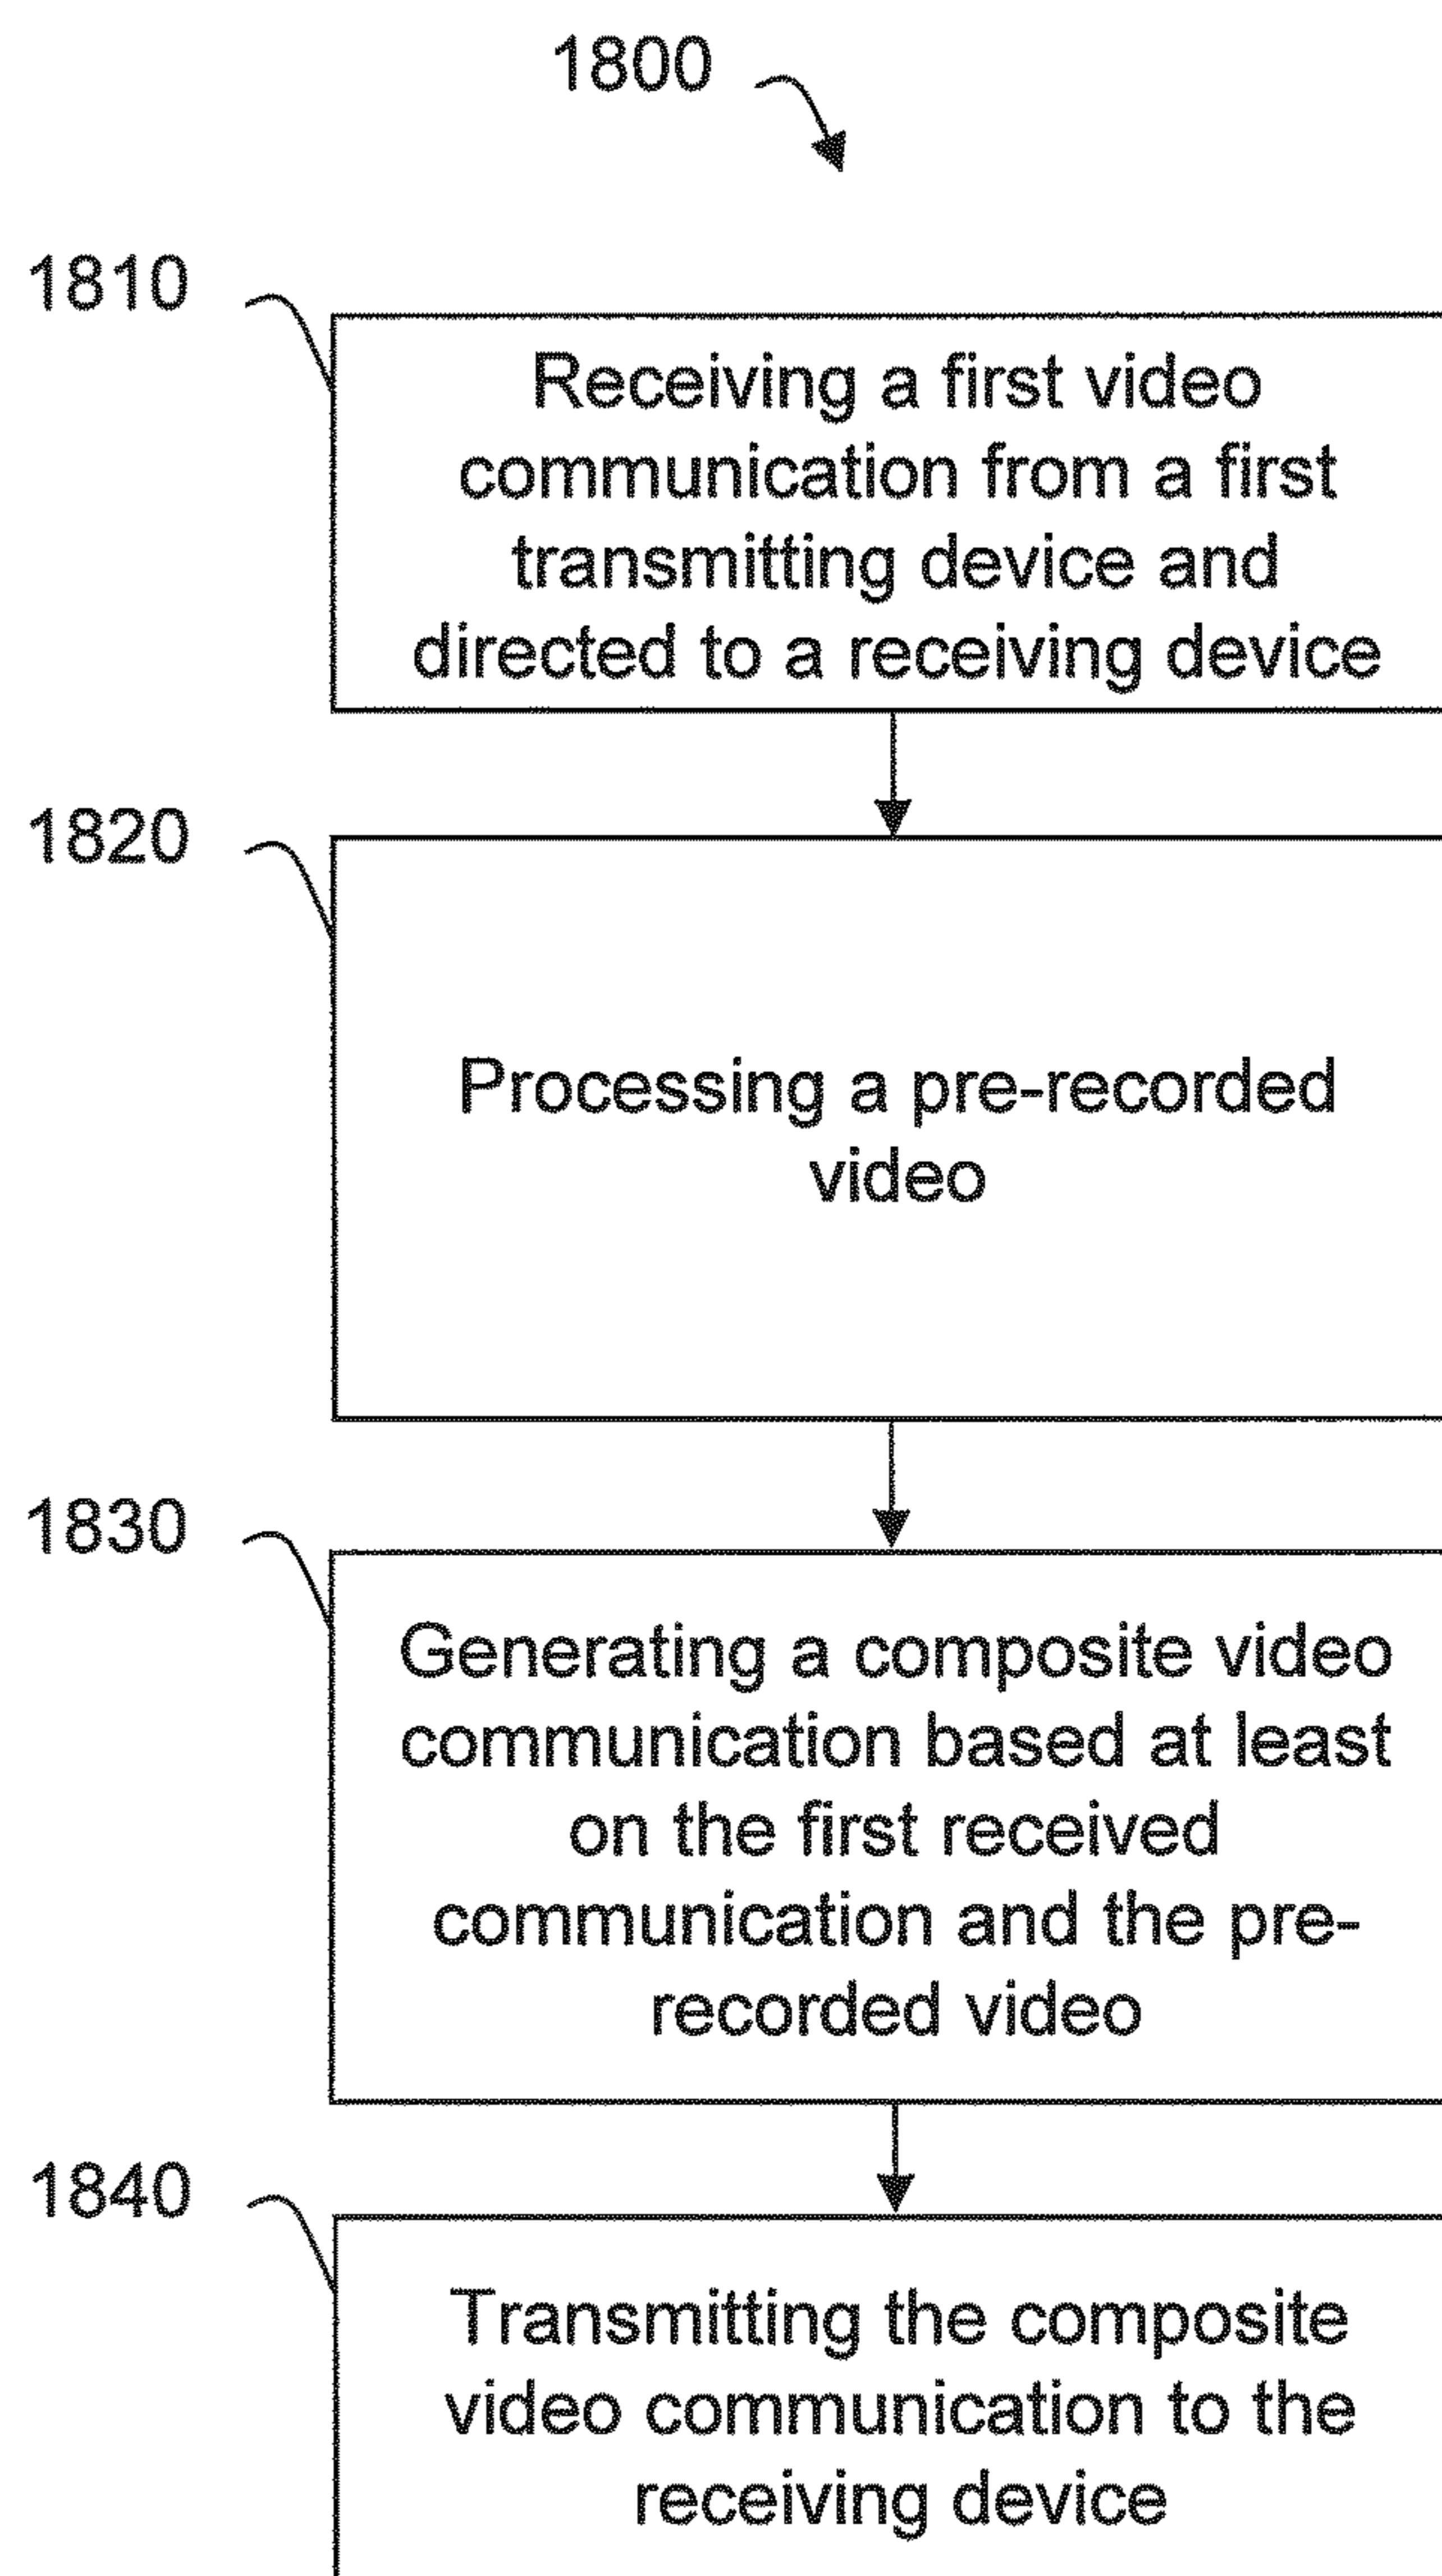 1800
1810
Receiving a first video
communication from a first
transmitting device and
directed to a receiving device
1820
Processing a pre-recorded
video
1830
Generating a composite video
communication based at least
on the first received
communication and the pre-
recorded video
1840
Transmitting the composite
video communication to the
receiving device